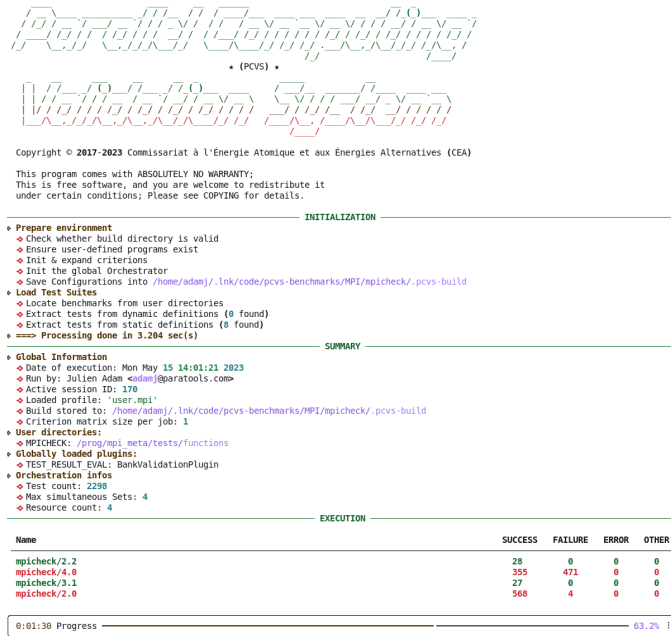 Parallel Computing
★ (PCVS) ★
Validation System
Copyright © 2017-2023 Commissariat à l'Énergie Atomique et aux Énergies Alternatives (CEA)
This program comes with ABSOLUTELY NO WARRANTY;
This is free software, and you are welcome to redistribute it
under certain conditions; Please see COPYING for details.
INITIALIZATION
Prepare environment
Check whether build directory is valid
Ensure user-defined programs exist
Init & expand criterions
Init the global Orchestrator
Save Configurations into /home/adamj/.lnk/code/pcvs-benchmarks/MPI/mpicheck/.pcvs-build
Load Test Suites
Locate benchmarks from user directories
Extract tests from dynamic definitions (0 found)
Extract tests from static definitions (8 found)
===> Processing done in 3.204 sec(s)
SUMMARY
Global Information
Date of execution: Mon May 15 14:01:21 2023
Run by: Julien Adam <adamj@paratools.com>
Active session ID: 170
Loaded profile: 'user.mpi'
Build stored to: /home/adamj/.lnk/code/pcvs-benchmarks/MPI/mpicheck/.pcvs-build
Criterion matrix size per job: 1
User directories:
MPICHECK: /prog/mpi_meta/tests/functions
Globally loaded plugins:
TEST_RESULT_EVAL: BankValidationPlugin
Orchestration infos
Test count: 2298
Max simultaneous Sets: 4
Resource count: 4
EXECUTION
Name SUCCESS FAILURE ERROR OTHER
mpicheck/2.2 28 0 0 0
mpicheck/4.0 355 471 0 0
mpicheck/3.1 27 0 0 0
mpicheck/2.0 568 4 0 0
0:01:30 Progress 63.2%